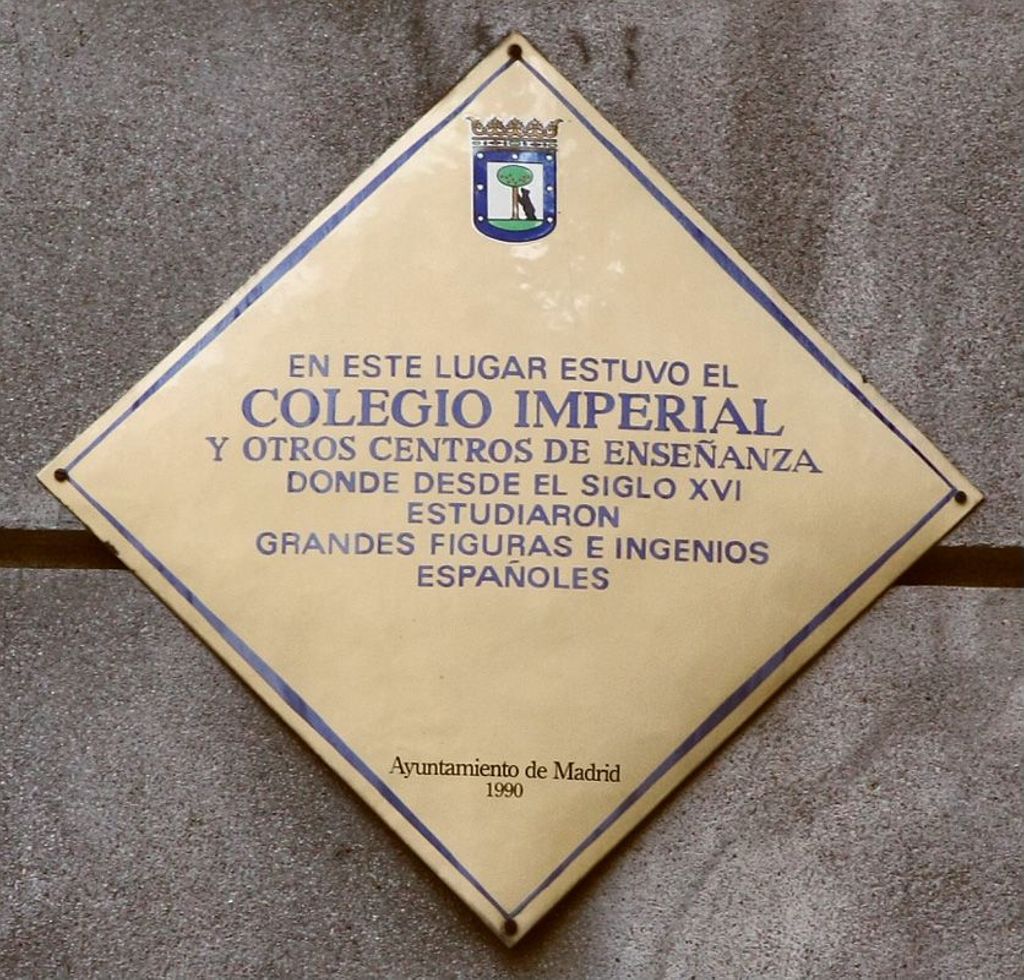 EN ESTE LUGAR ESTUVO EL
COLEGIO IMPERIAL
Y OTROS CENTROS DE ENSEÑANZA
DONDE DESDE EL SIGLO XVI
ESTUDIARON
GRANDES FIGURAS E INGENIOS
ESPAÑOLES
Ayuntamiento de Madrid
1990